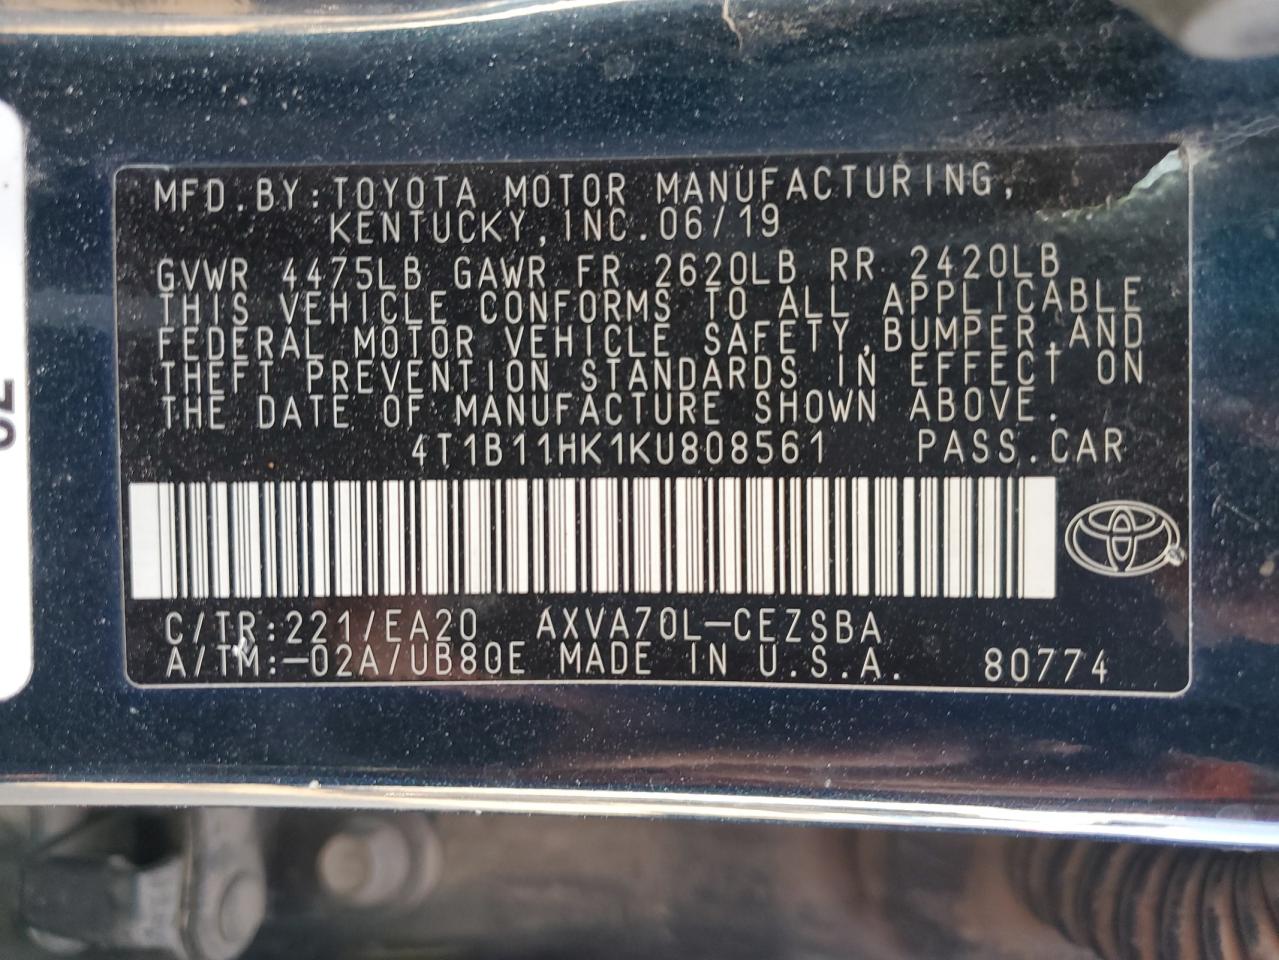 MFD.BY:TOYOTA MOTOR MANUFACTURING,
KENTUCKY,INC.06/19
GVWR 4475LB GAWR FR 2620LB RR 2420LB
THIS VEHICLE CONFORMS TO ALL APPLICABLE
FEDERAL MOTOR VEHICLE SAFETY,BUMPER,AND
THEFT PREVENTION STANDARDS IN EFFECT ON
THE DATE OF MANUFACTURE SHOWN ABOVE.
4T1B11HK1KU808561 PASS.CAR
C/TR:221/EA20 AXVA70L-CEZSBA
A/TM:-02A/UB80E MADE IN U.S.A. 80774